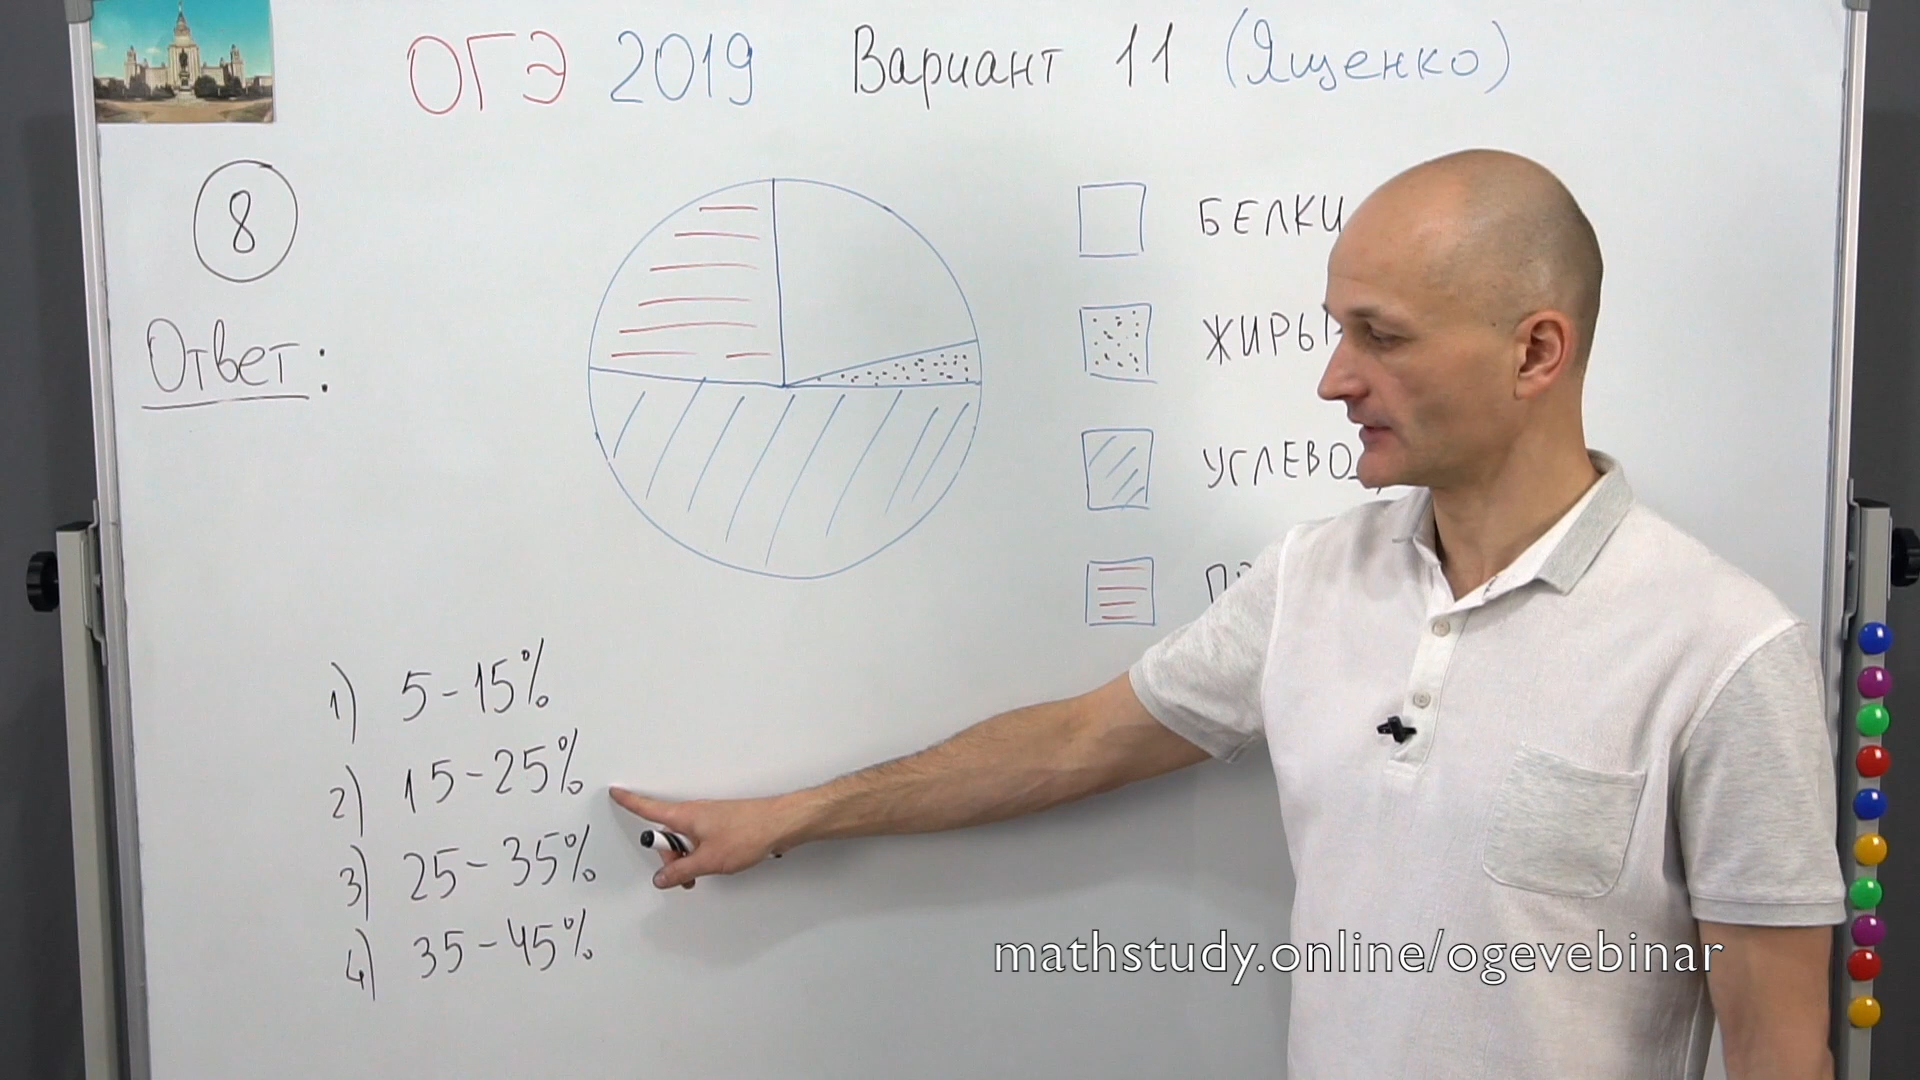 ОГЭ 2019 Вариант 11 (Ященко)
8
Ответ:
БЕЛКИ
ЖИРЫ
1) 5-15%
2) 15-25%
3) 25-35%
4) 35-45%
mathstudy.online/ogevebinar